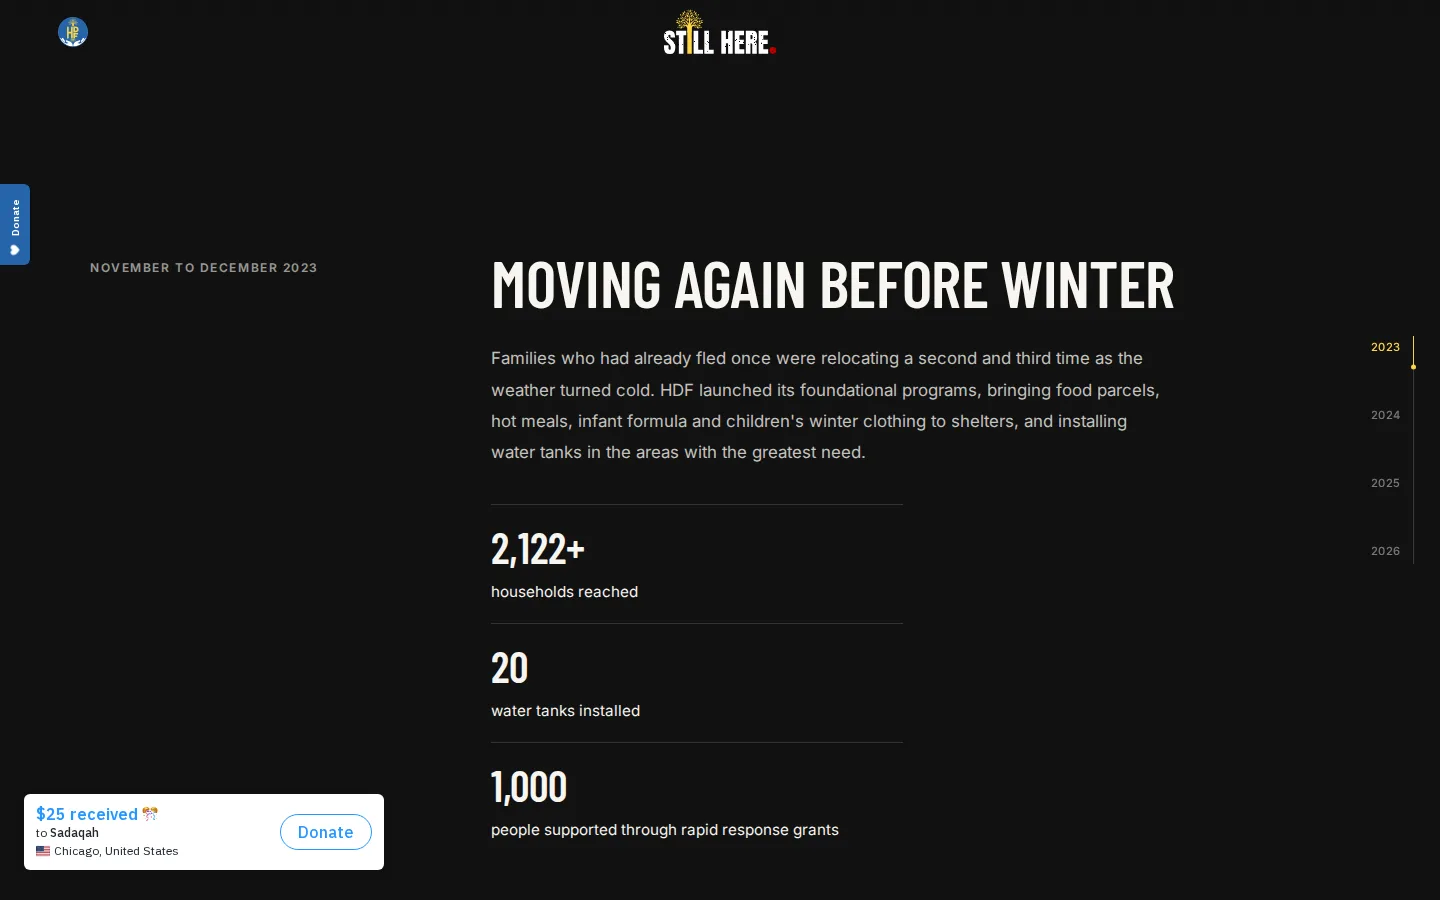 HDF
STILL HERE.
Donate
NOVEMBER TO DECEMBER 2023
MOVING AGAIN BEFORE WINTER
Families who had already fled once were relocating a second and third time as the
weather turned cold. HDF launched its foundational programs, bringing food parcels,
hot meals, infant formula and children's winter clothing to shelters, and installing
water tanks in the areas with the greatest need.
2,122+
households reached
20
water tanks installed
1,000
people supported through rapid response grants
2023
2024
2025
2026
$25 received
to Sadaqah
Chicago, United States
Donate